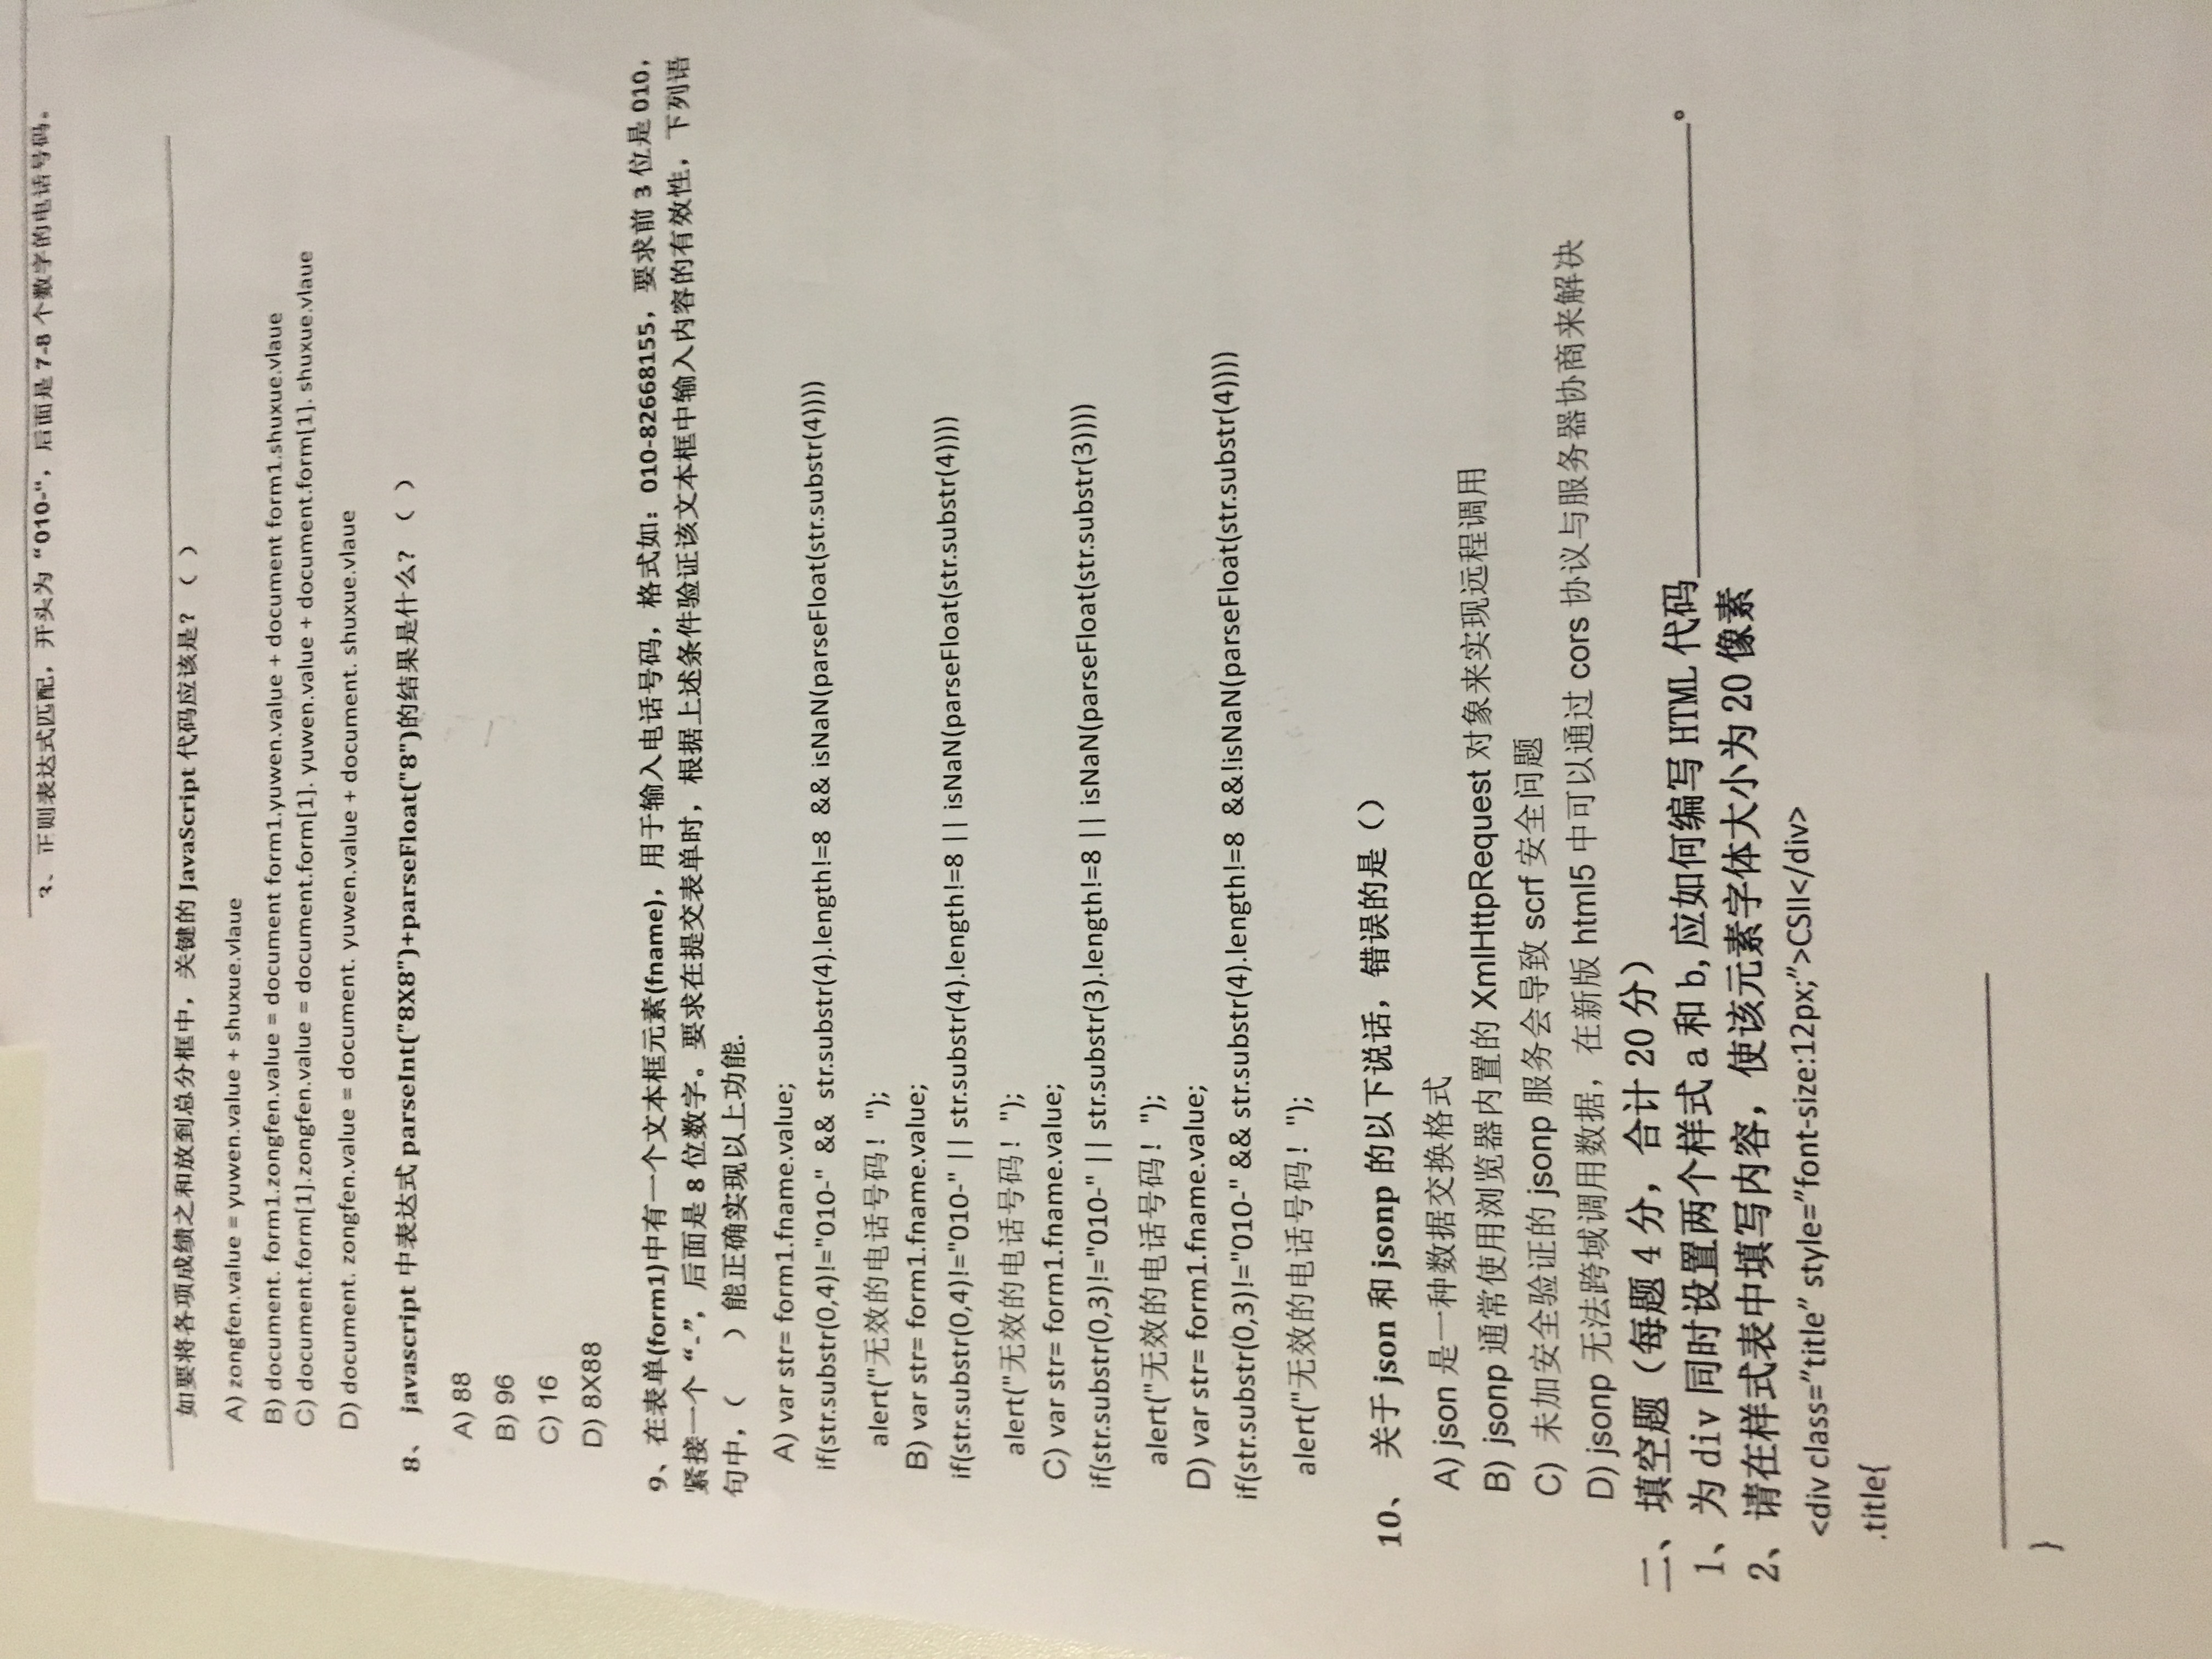 3、正则表达式匹配，开头为“010-“，后面是 7-8 个数字的电话号码。
如要将各项成绩之和放到总分框中，关键的 JavaScript 代码应该是？（ ）
A) zongfen.value = yuwen.value + shuxue.vlaue
B) document. form1.zongfen.value = document form1.yuwen.value + document form1.shuxue.vlaue
C) document.form[1].zongfen.value = document.form[1]. yuwen.value + document.form[1]. shuxue.vlaue
D) document. zongfen.value = document. yuwen.value + document. shuxue.vlaue
8、 javascript 中表达式 parseInt("8X8")+parseFloat("8")的结果是什么？（ ）
A) 88
B) 96
C) 16
D) 8X88
9、在表单(form1)中有一个文本框元素(fname)，用于输入电话号码，格式如：010-82668155，要求前 3 位是 010，
紧接一个“-”，后面是 8 位数字。要求在提交表单时，根据上述条件验证该文本框中输入内容的有效性，下列语
句中，（ ）能正确实现以上功能.
A) var str= form1.fname.value;
if(str.substr(0,4)!="010-" && str.substr(4).length!=8 && isNaN(parseFloat(str.substr(4))))
alert("无效的电话号码！");
B) var str= form1.fname.value;
if(str.substr(0,4)!="010-" || str.substr(4).length!=8 || isNaN(parseFloat(str.substr(4))))
alert("无效的电话号码！");
C) var str= form1.fname.value;
if(str.substr(0,3)!="010-" || str.substr(3).length!=8 || isNaN(parseFloat(str.substr(3))))
alert("无效的电话号码！");
D) var str= form1.fname.value;
if(str.substr(0,3)!="010-" && str.substr(4).length!=8 &&!isNaN(parseFloat(str.substr(4))))
alert("无效的电话号码！");
10、 关于 json 和 jsonp 的以下说话，错误的是（）
A) json 是一种数据交换格式
B) jsonp 通常使用浏览器内置的 XmlHttpRequest 对象来实现远程调用
C) 未加安全验证的 jsonp 服务会导致 scrf 安全问题
D) jsonp 无法跨域调用数据，在新版 html5 中可以通过 cors 协议与服务器协商来解决
二、填空题（每题 4 分，合计 20 分）
1、为 div 同时设置两个样式 a 和 b,应如何编写 HTML 代码____________________。
2、请在样式表中填写内容，使该元素字体大小为 20 像素
<div class=”title” style=”font-size:12px;”>CSII</div>
.title{
____________________
}